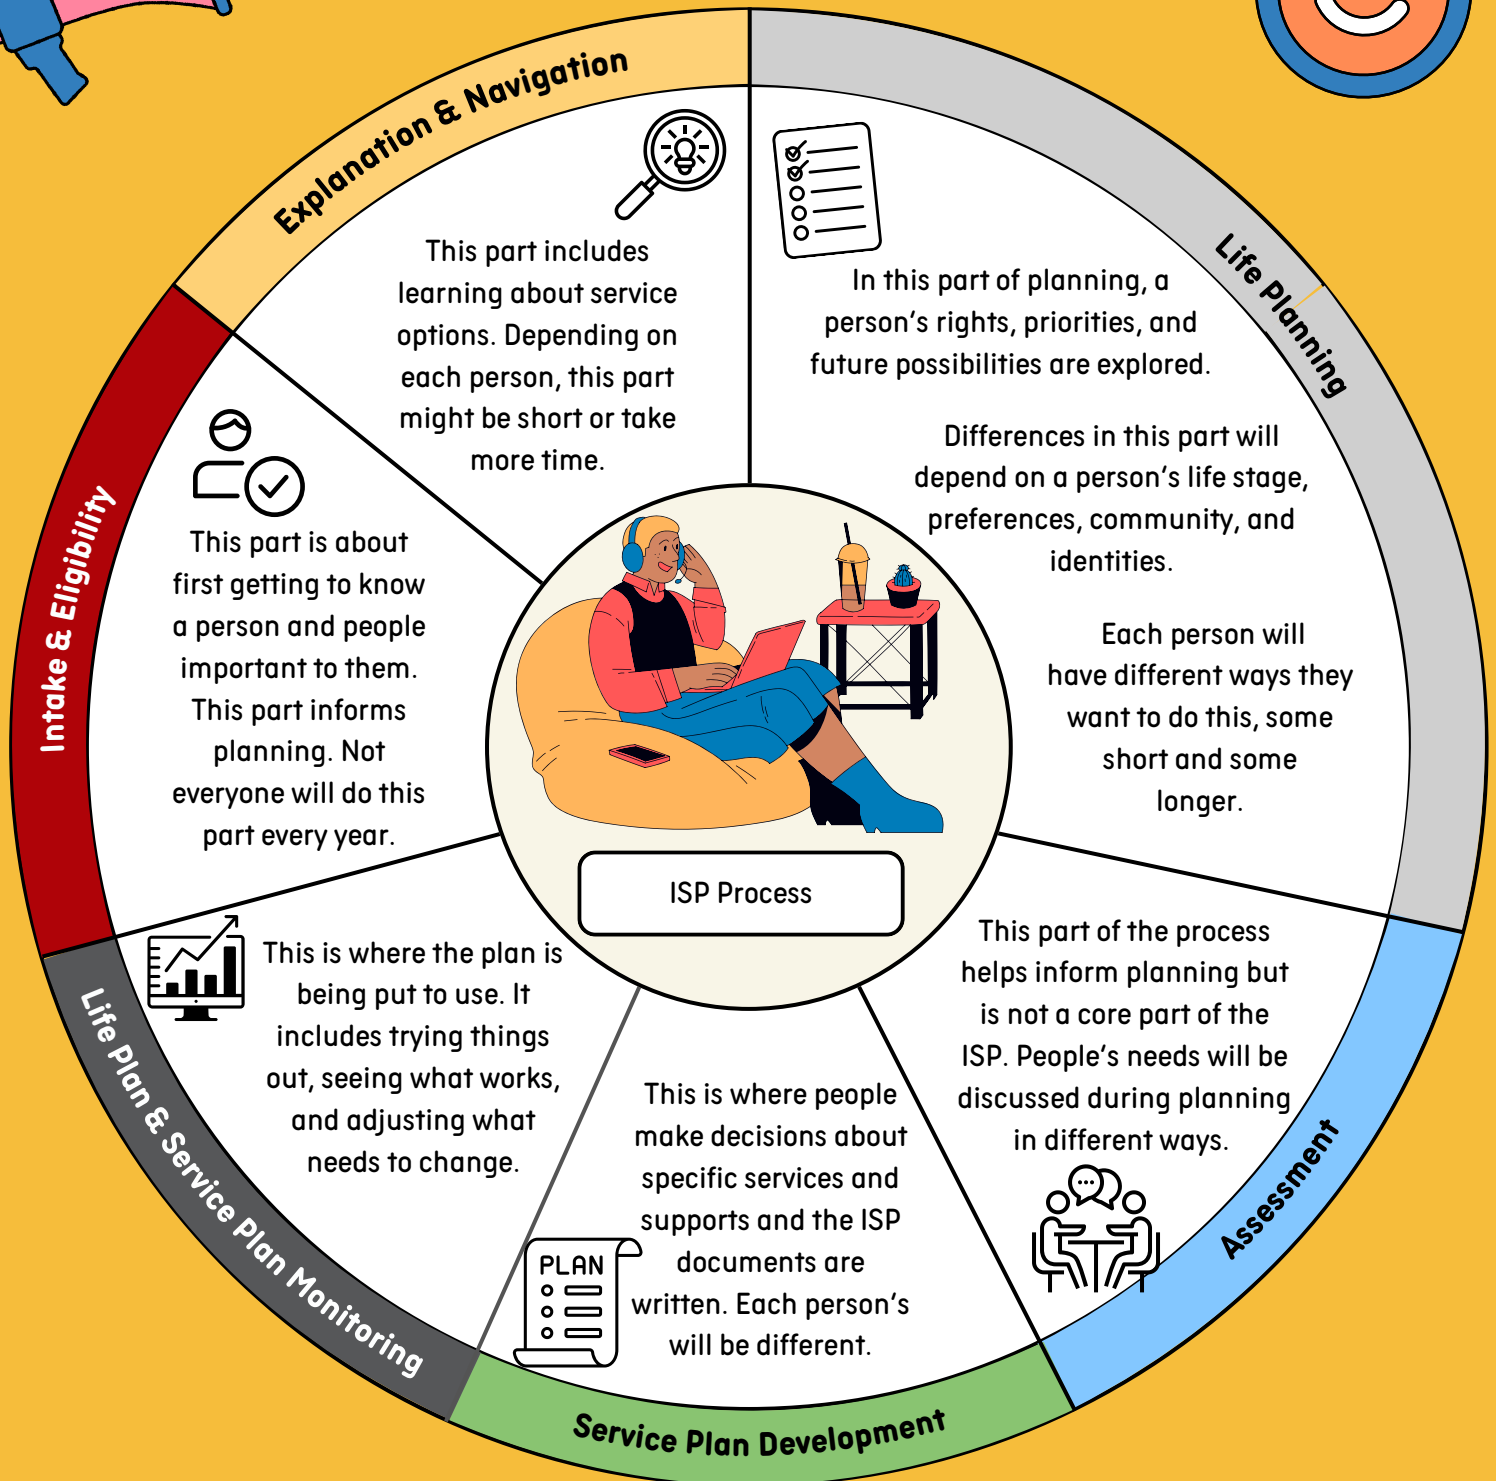 Explanation & Navigation
This part includes
learning about service
options. Depending on
each person, this part
might be short or take
more time.
Life Planning
In this part of planning, a
person's rights, priorities, and
future possibilities are explored.
Differences in this part will
depend on a person's life stage,
preferences, community, and
identities.
Each person will
have different ways they
want to do this, some
short and some
longer.
Intake & Eligibility
This part is about
first getting to know
a person and people
important to them.
This part informs
planning. Not
everyone will do this
part every year.
ISP Process
Assessment
This part of the process
helps inform planning but
is not a core part of the
ISP. People's needs will be
discussed during planning
in different ways.
Life Plan & Service Plan Monitoring
This is where the plan is
being put to use. It
includes trying things
out, seeing what works,
and adjusting what
needs to change.
Service Plan Development
This is where people
make decisions about
specific services and
supports and the ISP
documents are
written. Each person's
will be different.
PLAN